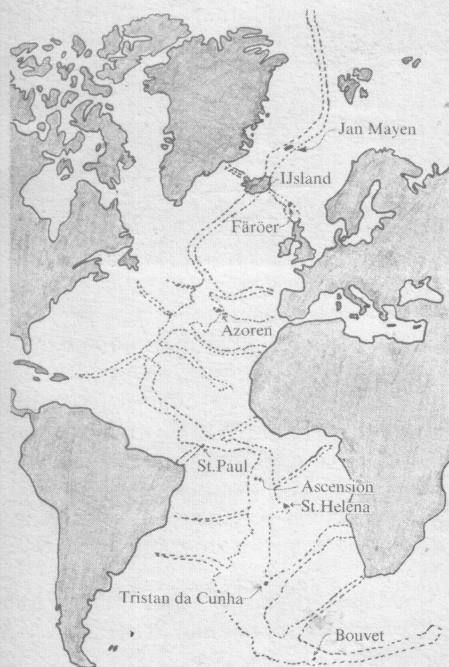 Jan Mayen
IJsland
Färöer
Azoren
St.Paul
Ascension
St.Helena
Tristan da Cunha
Bouvet